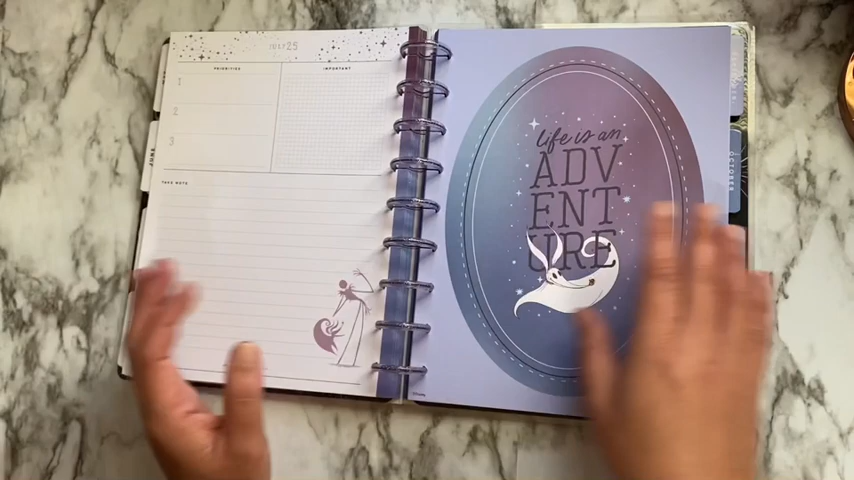 JULY 25
PRIORITIES
IMPORTANT
1
2
3
TAKE NOTE
JUNE
life is an
ADV
ENT
URE
OCTOBER